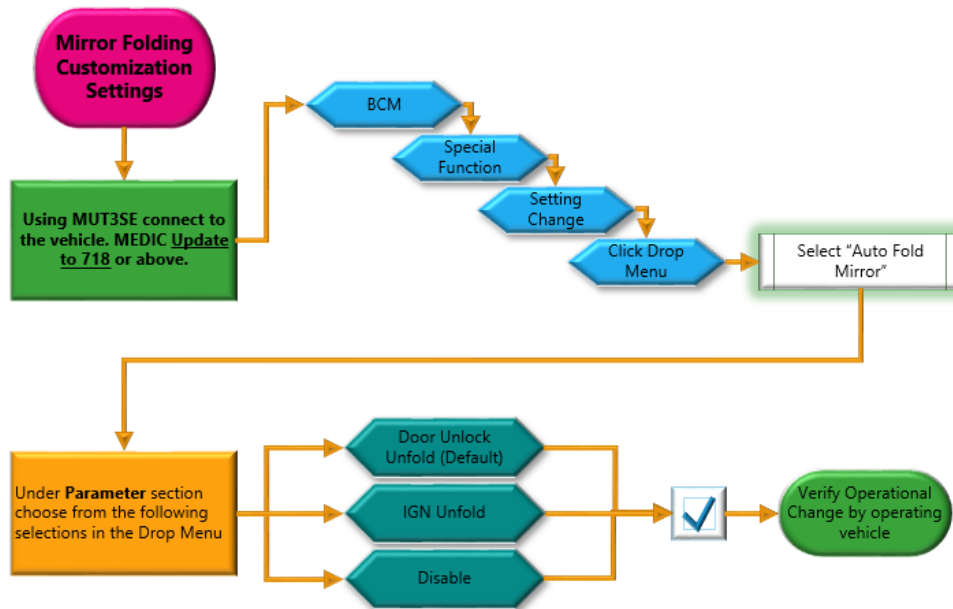 Mirror Folding
Customization
Settings
Using MUT3SE connect to
the vehicle. MEDIC Update
to 718 or above.
BCM
Special
Function
Setting
Change
Click Drop
Menu
Select “Auto Fold
Mirror”
Under Parameter section
choose from the following
selections in the Drop Menu
Door Unlock
Unfold (Default)
IGN Unfold
Disable
Verify Operational
Change by operating
vehicle